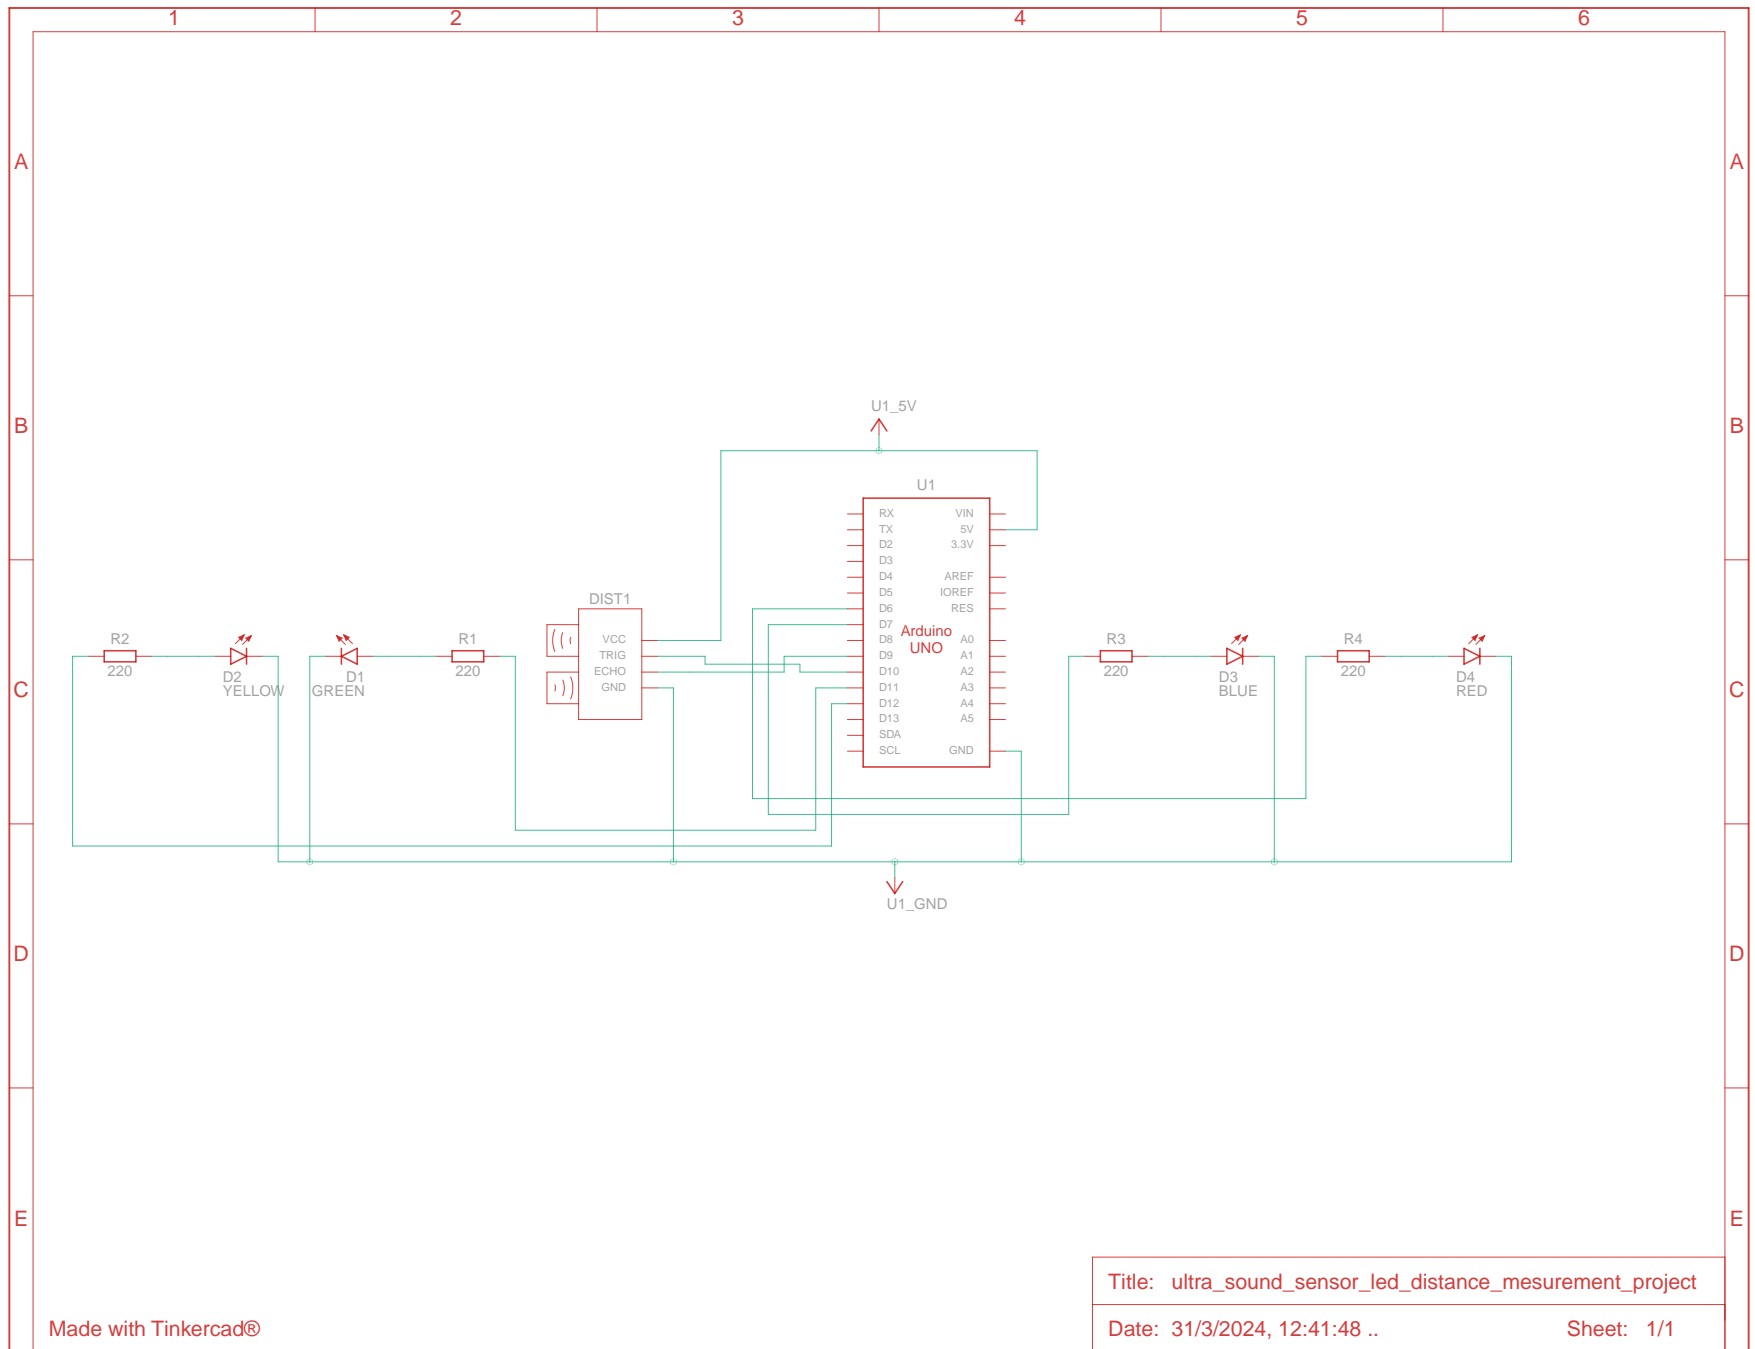 1 2 3 4 5 6
A A
B B
C C
D D
E E
U1_5V
U1
RX VIN
TX 5V
D2 3.3V
D3
D4 AREF
D5 IOREF
D6 RES
D7
D8 A0
D9 A1
D10 A2
D11 A3
D12 A4
D13 A5
SDA
SCL GND
Arduino
UNO
DIST1
VCC
TRIG
ECHO
GND
R2
220
D2
YELLOW
D1
GREEN
R1
220
R3
220
D3
BLUE
R4
220
D4
RED
U1_GND
Title: ultra_sound_sensor_led_distance_mesurement_project
Made with Tinkercad®
Date: 31/3/2024, 12:41:48 .. Sheet: 1/1